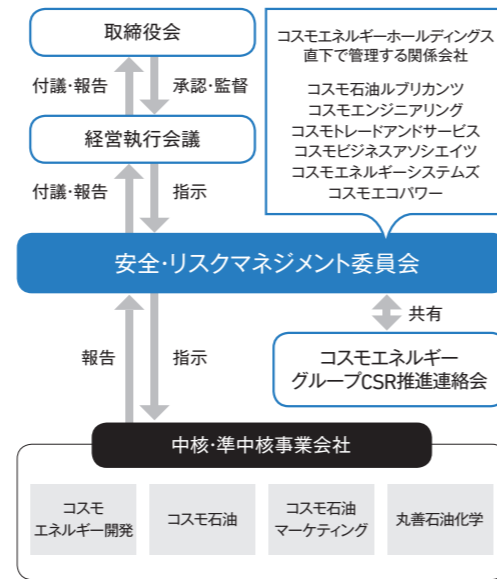 取締役会
付議・報告
承認・監督
経営執行会議
付議・報告
指示
コスモエネルギーホールディングス
直下で管理する関係会社
コスモ石油ルブリカンツ
コスモエンジニアリング
コスモトレードアンドサービス
コスモビジネスアソシエイツ
コスモエネルギーシステムズ
コスモエコパワー
安全・リスクマネジメント委員会
報告
指示
共有
コスモエネルギー
グループCSR推進連絡会
中核・準中核事業会社
コスモ
エネルギー開発
コスモ石油
コスモ石油
マーケティング
丸善石油化学